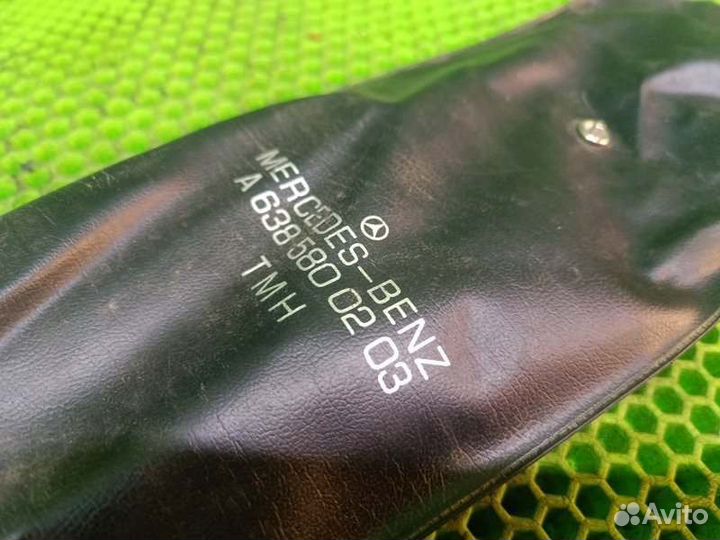 MERCEDES-BENZ
A 638 580 02 03
TMH
Avito